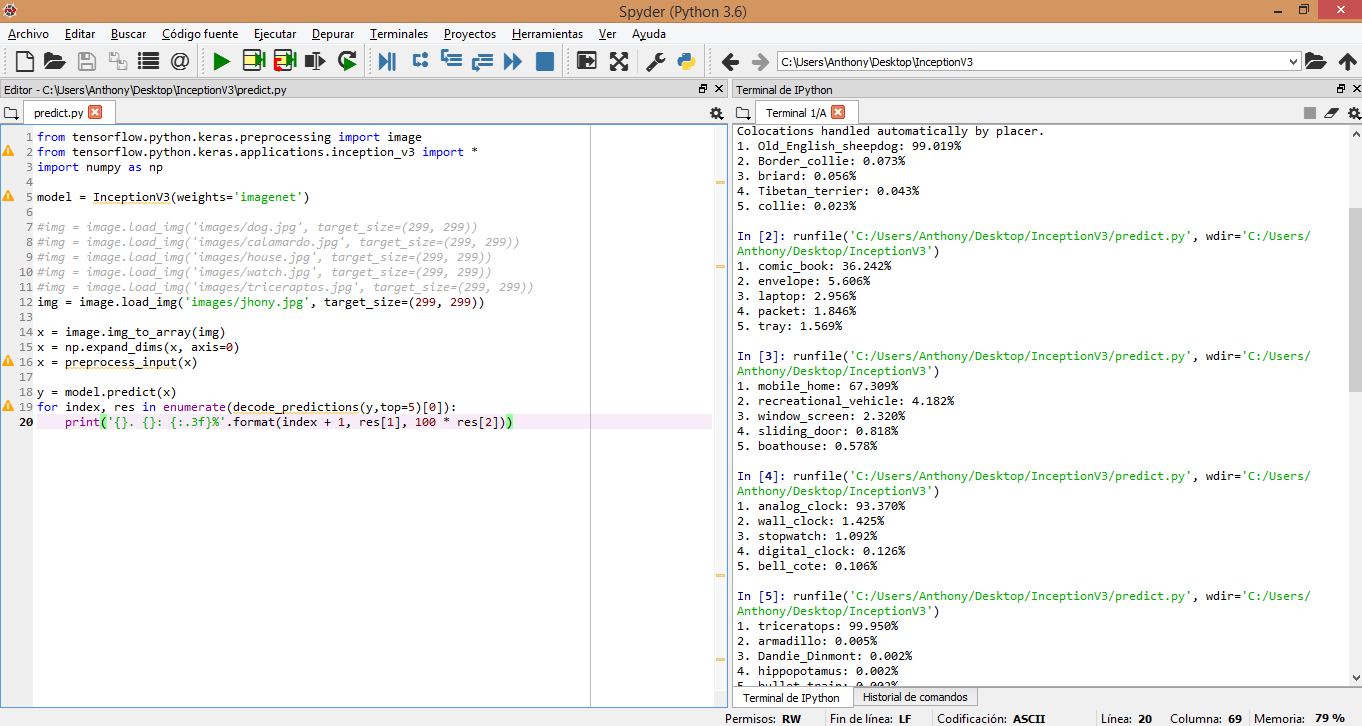 Spyder (Python 3.6)
Archivo Editar Buscar Código fuente Ejecutar Depurar Terminales Proyectos Herramientas Ver Ayuda
C:\Users\Anthony\Desktop\InceptionV3
Editor - C:\Users\Anthony\Desktop\InceptionV3\predict.py
predict.py
1 from tensorflow.python.keras.preprocessing import image
2 from tensorflow.python.keras.applications.inception_v3 import *
3 import numpy as np
4
5 model = InceptionV3(weights='imagenet')
6
7 #img = image.load_img('images/dog.jpg', target_size=(299, 299))
8 #img = image.load_img('images/calamardo.jpg', target_size=(299, 299))
9 #img = image.load_img('images/house.jpg', target_size=(299, 299))
10 #img = image.load_img('images/watch.jpg', target_size=(299, 299))
11 #img = image.load_img('images/triceraptos.jpg', target_size=(299, 299))
12 img = image.load_img('images/jhony.jpg', target_size=(299, 299))
13
14 x = image.img_to_array(img)
15 x = np.expand_dims(x, axis=0)
16 x = preprocess_input(x)
17
18 y = model.predict(x)
19 for index, res in enumerate(decode_predictions(y,top=5)[0]):
20     print('{}. {}: {:.3f}%'.format(index + 1, res[1], 100 * res[2]))
Terminal de IPython
Terminal 1/A
Colocations handled automatically by placer.
1. Old_English_sheepdog: 99.019%
2. Border_collie: 0.073%
3. briard: 0.056%
4. Tibetan_terrier: 0.043%
5. collie: 0.023%
In [2]: runfile('C:/Users/Anthony/Desktop/InceptionV3/predict.py', wdir='C:/Users/
Anthony/Desktop/InceptionV3')
1. comic_book: 36.242%
2. envelope: 5.606%
3. laptop: 2.956%
4. packet: 1.846%
5. tray: 1.569%
In [3]: runfile('C:/Users/Anthony/Desktop/InceptionV3/predict.py', wdir='C:/Users/
Anthony/Desktop/InceptionV3')
1. mobile_home: 67.309%
2. recreational_vehicle: 4.182%
3. window_screen: 2.320%
4. sliding_door: 0.818%
5. boathouse: 0.578%
In [4]: runfile('C:/Users/Anthony/Desktop/InceptionV3/predict.py', wdir='C:/Users/
Anthony/Desktop/InceptionV3')
1. analog_clock: 93.370%
2. wall_clock: 1.425%
3. stopwatch: 1.092%
4. digital_clock: 0.126%
5. bell_cote: 0.106%
In [5]: runfile('C:/Users/Anthony/Desktop/InceptionV3/predict.py', wdir='C:/Users/
Anthony/Desktop/InceptionV3')
1. triceratops: 99.950%
2. armadillo: 0.005%
3. Dandie_Dinmont: 0.002%
4. hippopotamus: 0.002%
5. bullet_train: 0.002%
Terminal de IPython Historial de comandos
Permisos: RW Fin de línea: LF Codificación: ASCII Línea: 20 Columna: 69 Memoria: 79 %